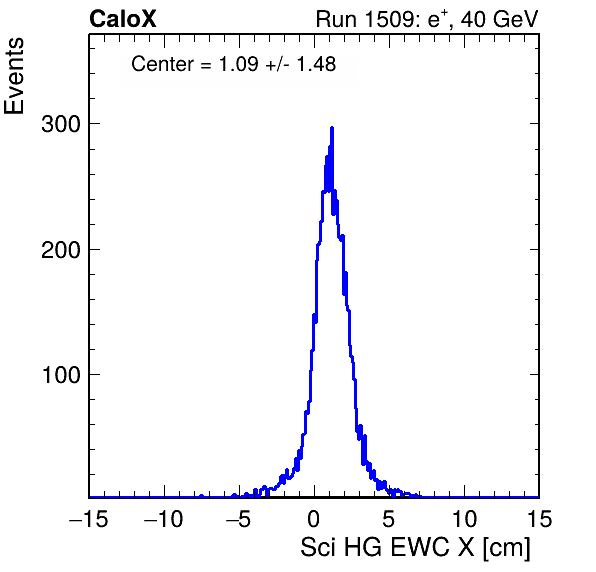 CaloX Run 1509: e⁺, 40 GeV
Center = 1.09 +/- 1.48
Events
300
200
100
−15 −10 −5 0 5 10 15
Sci HG EWC X [cm]